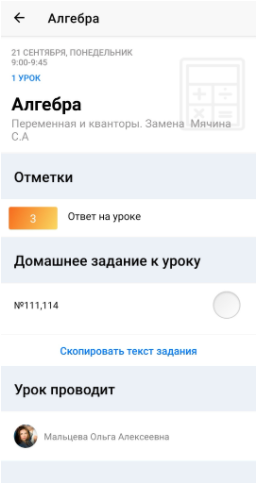 Алгебра
21 СЕНТЯБРЯ, ПОНЕДЕЛЬНИК
9:00-9:45
1 УРОК
Алгебра
Переменная и кванторы. Замена Мячина
С.А
Отметки
3 Ответ на уроке
Домашнее задание к уроку
№111,114
Скопировать текст задания
Урок проводит
Мальцева Ольга Алексеевна